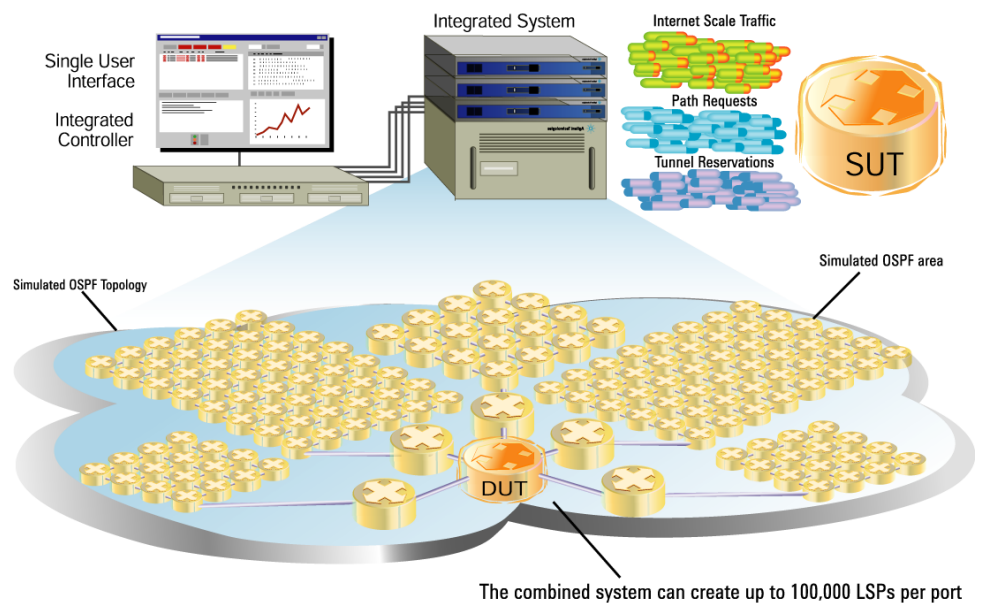 Integrated System
Internet Scale Traffic
Single User
Interface
Integrated
Controller
Path Requests
Tunnel Reservations
SUT
Simulated OSPF Topology
Simulated OSPF area
DUT
The combined system can create up to 100,000 LSPs per port